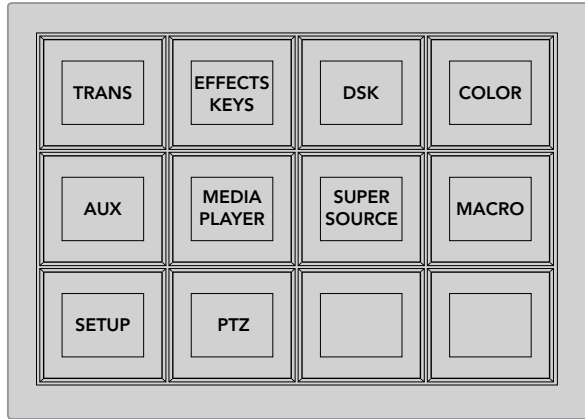 TRANS
EFFECTS
KEYS
DSK
COLOR
AUX
MEDIA
PLAYER
SUPER
SOURCE
MACRO
SETUP
PTZ